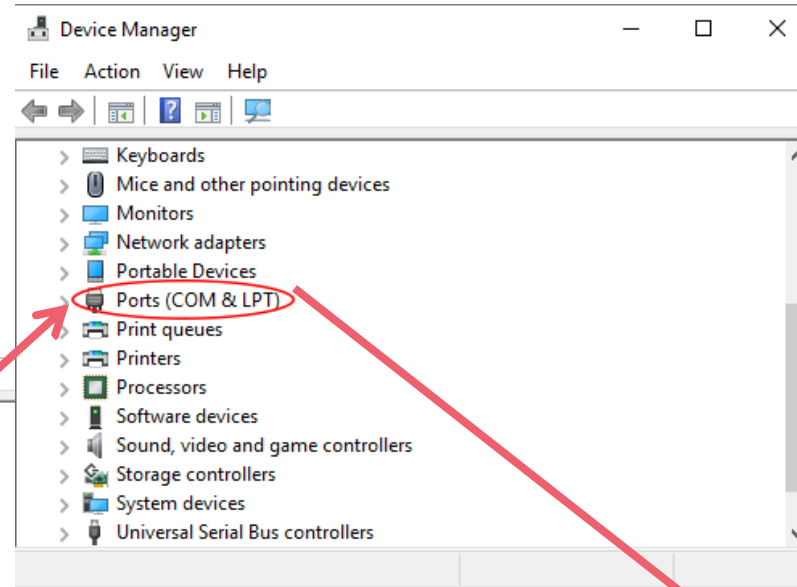 Device Manager
File Action View Help
Keyboards
Mice and other pointing devices
Monitors
Network adapters
Portable Devices
Ports (COM & LPT)
Print queues
Printers
Processors
Software devices
Sound, video and game controllers
Storage controllers
System devices
Universal Serial Bus controllers